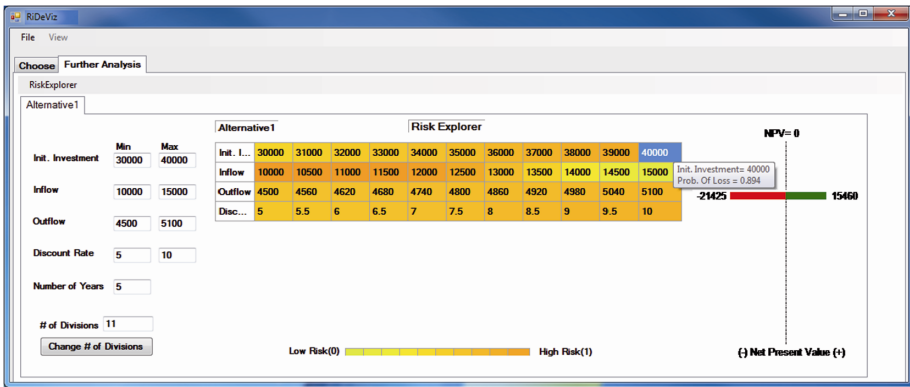 RiDeViz
File View
Choose Further Analysis
RiskExplorer
Alternative1
Alternative1 Risk Explorer
NPV= 0
Min Max
Init. Investment 30000 40000
Inflow 10000 15000
Outflow 4500 5100
Discount Rate 5 10
Number of Years 5
# of Divisions 11
Change # of Divisions
Init. I... 30000 31000 32000 33000 34000 35000 36000 37000 38000 39000 40000
Inflow 10000 10500 11000 11500 12000 12500 13000 13500 14000 14500 15000
Outflow 4500 4560 4620 4680 4740 4800 4860 4920 4980 5040 5100
Disc... 5 5.5 6 6.5 7 7.5 8 8.5 9 9.5 10
Init. Investment= 40000
Prob. Of Loss = 0.894
-21425 15460
Low Risk(0) High Risk(1)
(-) Net Present Value (+)